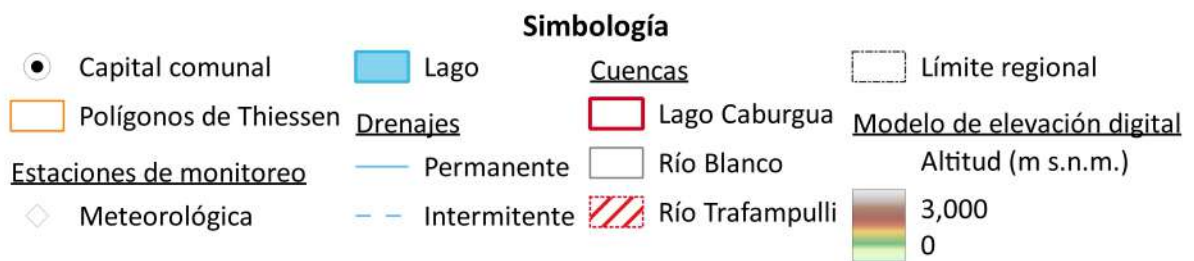 Simbología
Capital comunal
Polígonos de Thiessen
Estaciones de monitoreo
Meteorológica
Lago
Drenajes
Permanente
Intermitente
Cuencas
Lago Caburgua
Río Blanco
Río Trafampulli
Límite regional
Modelo de elevación digital
Altitud (m s.n.m.)
3,000
0